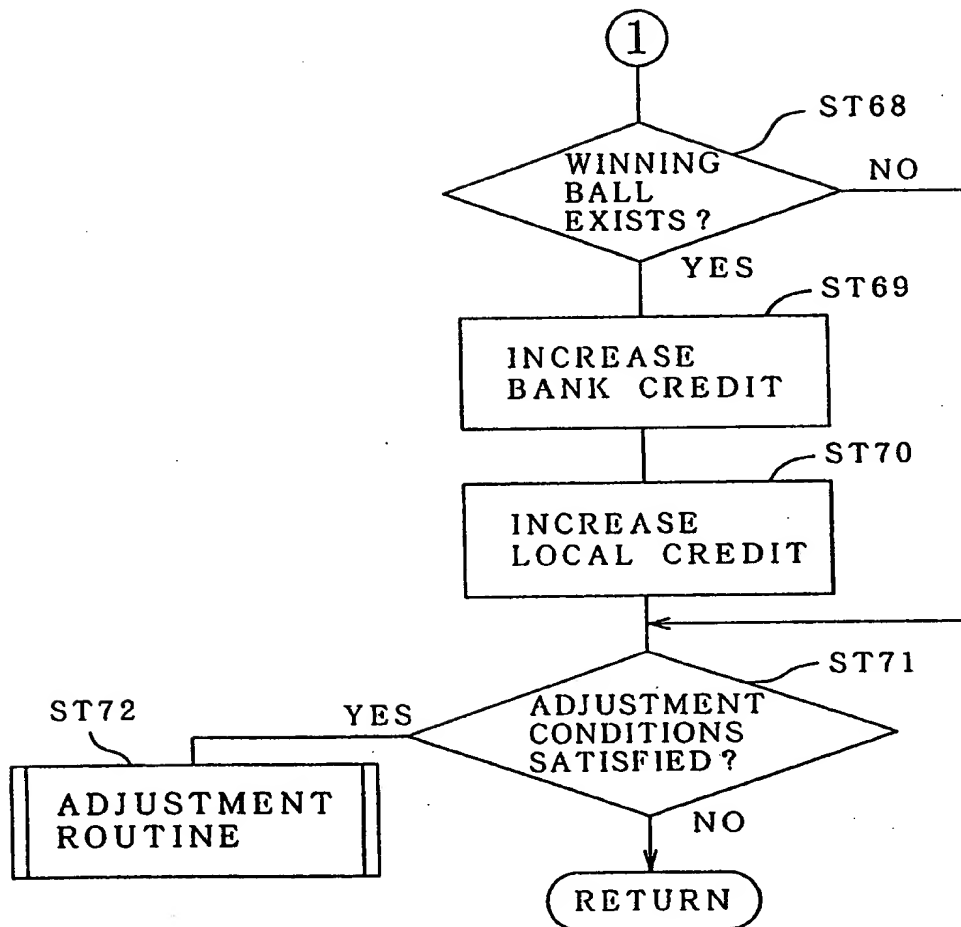 1
ST68
WINNING
BALL
EXISTS?
NO
YES
ST69
INCREASE
BANK CREDIT
ST70
INCREASE
LOCAL CREDIT
ST71
ADJUSTMENT
CONDITIONS
SATISFIED?
YES
ST72
ADJUSTMENT
ROUTINE
NO
RETURN